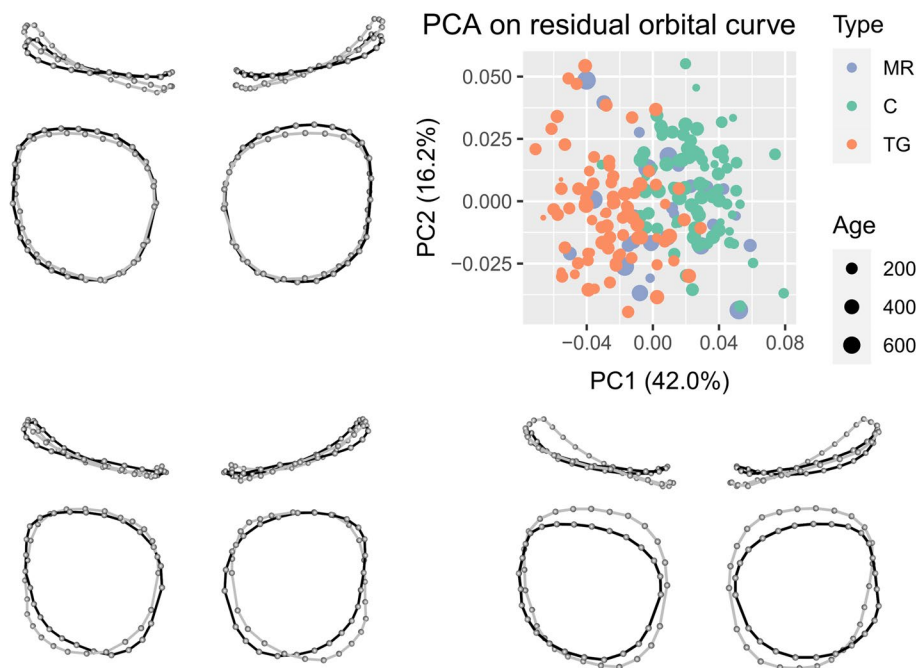 PCA on residual orbital curve
Type
MR
C
TG
Age
200
400
600
PC2 (16.2%)
0.050
0.025
0.000
−0.025
−0.04
0.00
0.04
0.08
PC1 (42.0%)